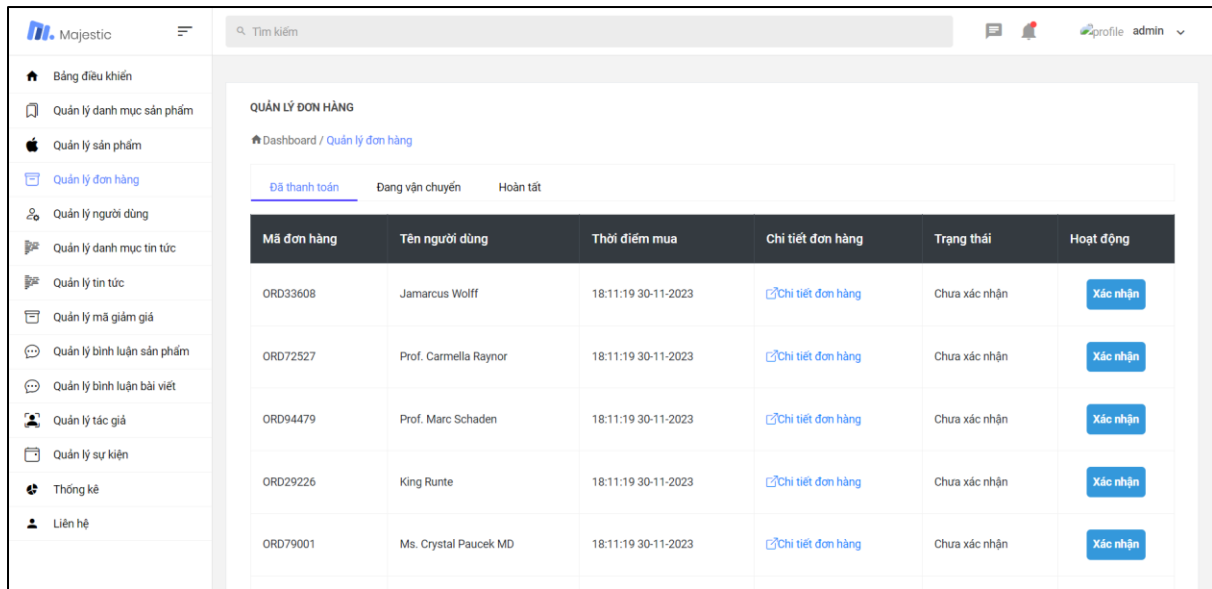 Majestic
Tìm kiếm
profile admin
Bảng điều khiển
Quản lý danh mục sản phẩm
Quản lý sản phẩm
Quản lý đơn hàng
Quản lý người dùng
Quản lý danh mục tin tức
Quản lý tin tức
Quản lý mã giảm giá
Quản lý bình luận sản phẩm
Quản lý bình luận bài viết
Quản lý tác giả
Quản lý sự kiện
Thống kê
Liên hệ
QUẢN LÝ ĐƠN HÀNG
Dashboard / Quản lý đơn hàng
Đã thanh toán Đang vận chuyển Hoàn tất
Mã đơn hàng Tên người dùng Thời điểm mua Chi tiết đơn hàng Trạng thái Hoạt động
ORD33608 Jamarcus Wolff 18:11:19 30-11-2023 Chi tiết đơn hàng Chưa xác nhận Xác nhận
ORD72527 Prof. Carmella Raynor 18:11:19 30-11-2023 Chi tiết đơn hàng Chưa xác nhận Xác nhận
ORD94479 Prof. Marc Schaden 18:11:19 30-11-2023 Chi tiết đơn hàng Chưa xác nhận Xác nhận
ORD29226 King Runte 18:11:19 30-11-2023 Chi tiết đơn hàng Chưa xác nhận Xác nhận
ORD79001 Ms. Crystal Paucek MD 18:11:19 30-11-2023 Chi tiết đơn hàng Chưa xác nhận Xác nhận